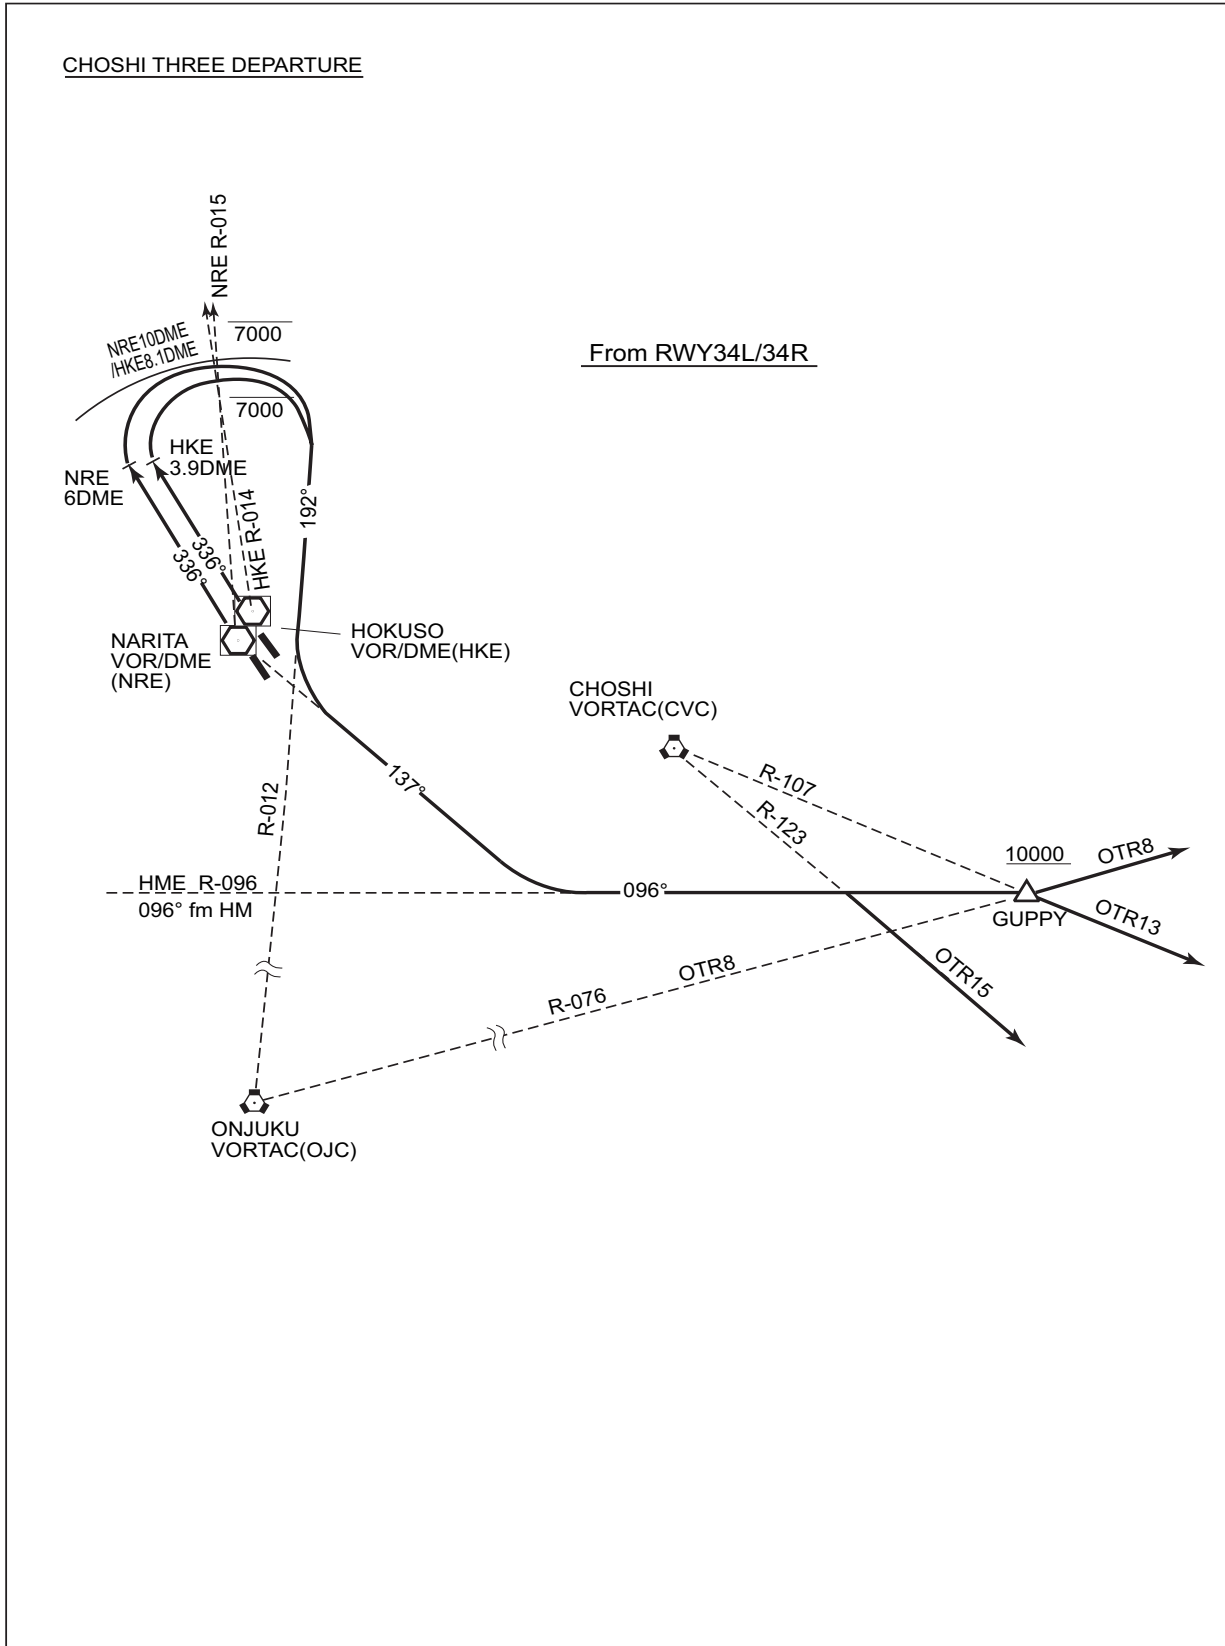 CHOSHI THREE DEPARTURE
NRE R-015
7000
NRE10DME
/HKE8.1DME
From RWY34L/34R
7000
HKE
3.9DME
NRE
6DME
192°
HKE R-014
336°
336°
NARITA
VOR/DME
(NRE)
HOKUSO
VOR/DME(HKE)
CHOSHI
VORTAC(CVC)
R-107
R-123
137°
R-012
10000
OTR8
HME R-096
096° fm HM
096°
GUPPY
OTR13
OTR8
OTR15
R-076
ONJUKU
VORTAC(OJC)